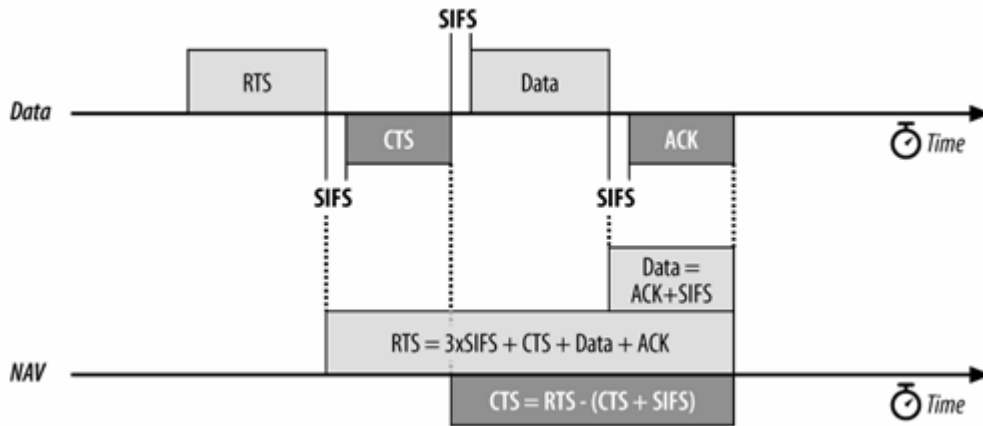 SIFS
RTS
Data
Data
CTS
ACK
Time
SIFS
SIFS
Data =
ACK+SIFS
RTS = 3xSIFS + CTS + Data + ACK
NAV
CTS = RTS - (CTS + SIFS)
Time